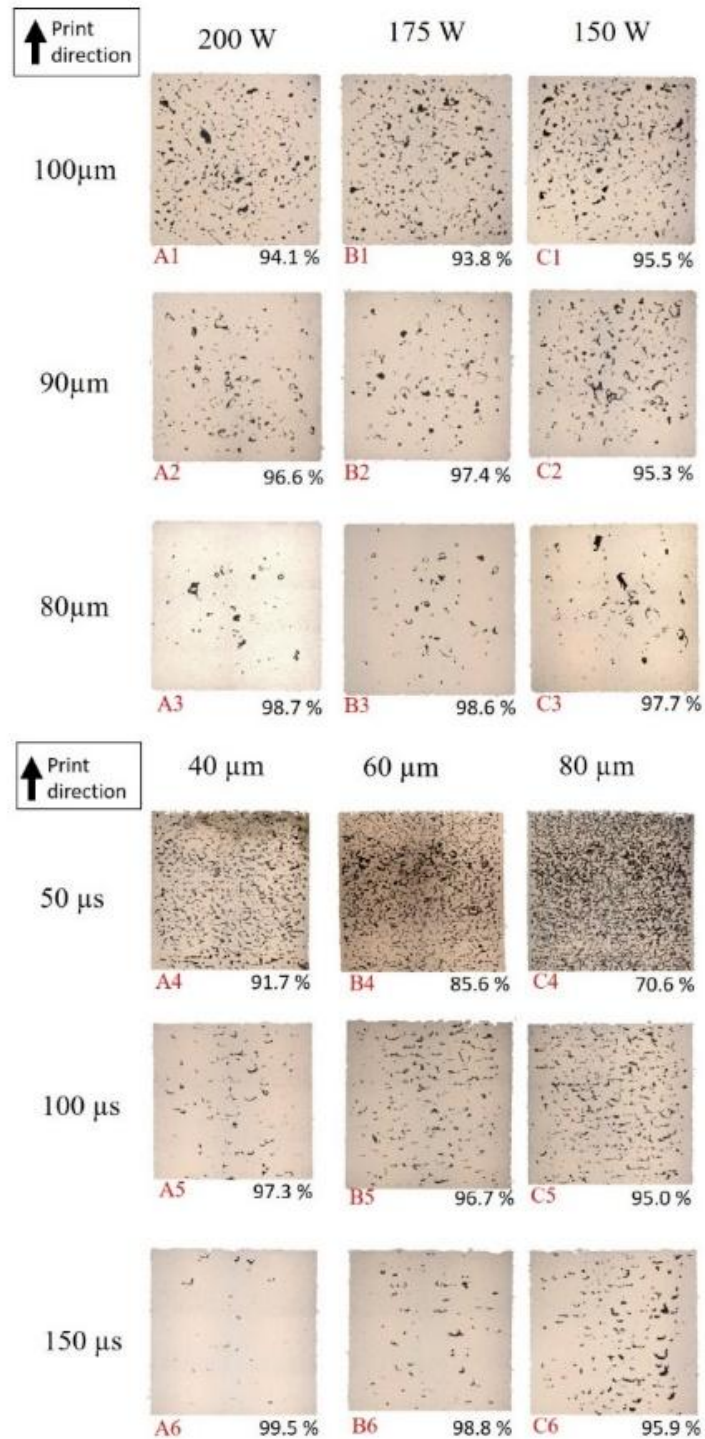 Print
direction
200 W 175 W 150 W
100µm
A1 94.1 % B1 93.8 % C1 95.5 %
90µm
A2 96.6 % B2 97.4 % C2 95.3 %
80µm
A3 98.7 % B3 98.6 % C3 97.7 %
Print
direction
40 µm 60 µm 80 µm
50 µs
A4 91.7 % B4 85.6 % C4 70.6 %
100 µs
A5 97.3 % B5 96.7 % C5 95.0 %
150 µs
A6 99.5 % B6 98.8 % C6 95.9 %